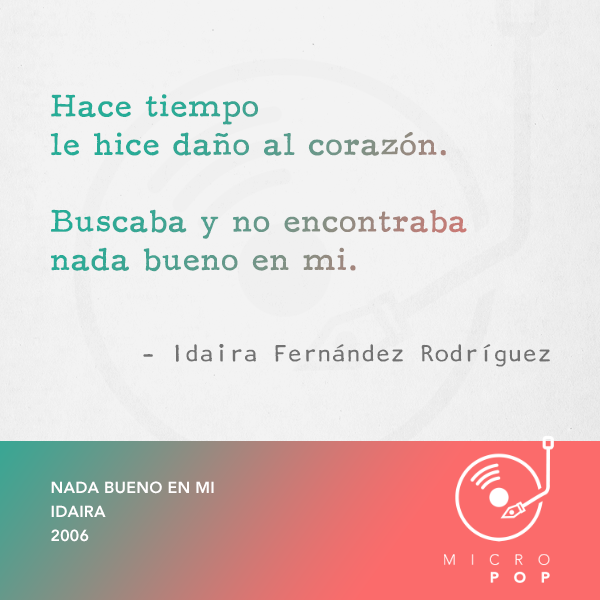 Hace tiempo
le hice daño al corazón.
Buscaba y no encontraba
nada bueno en mi.
– Idaira Fernández Rodríguez
NADA BUENO EN MI
IDAIRA
2006
MICRO
POP